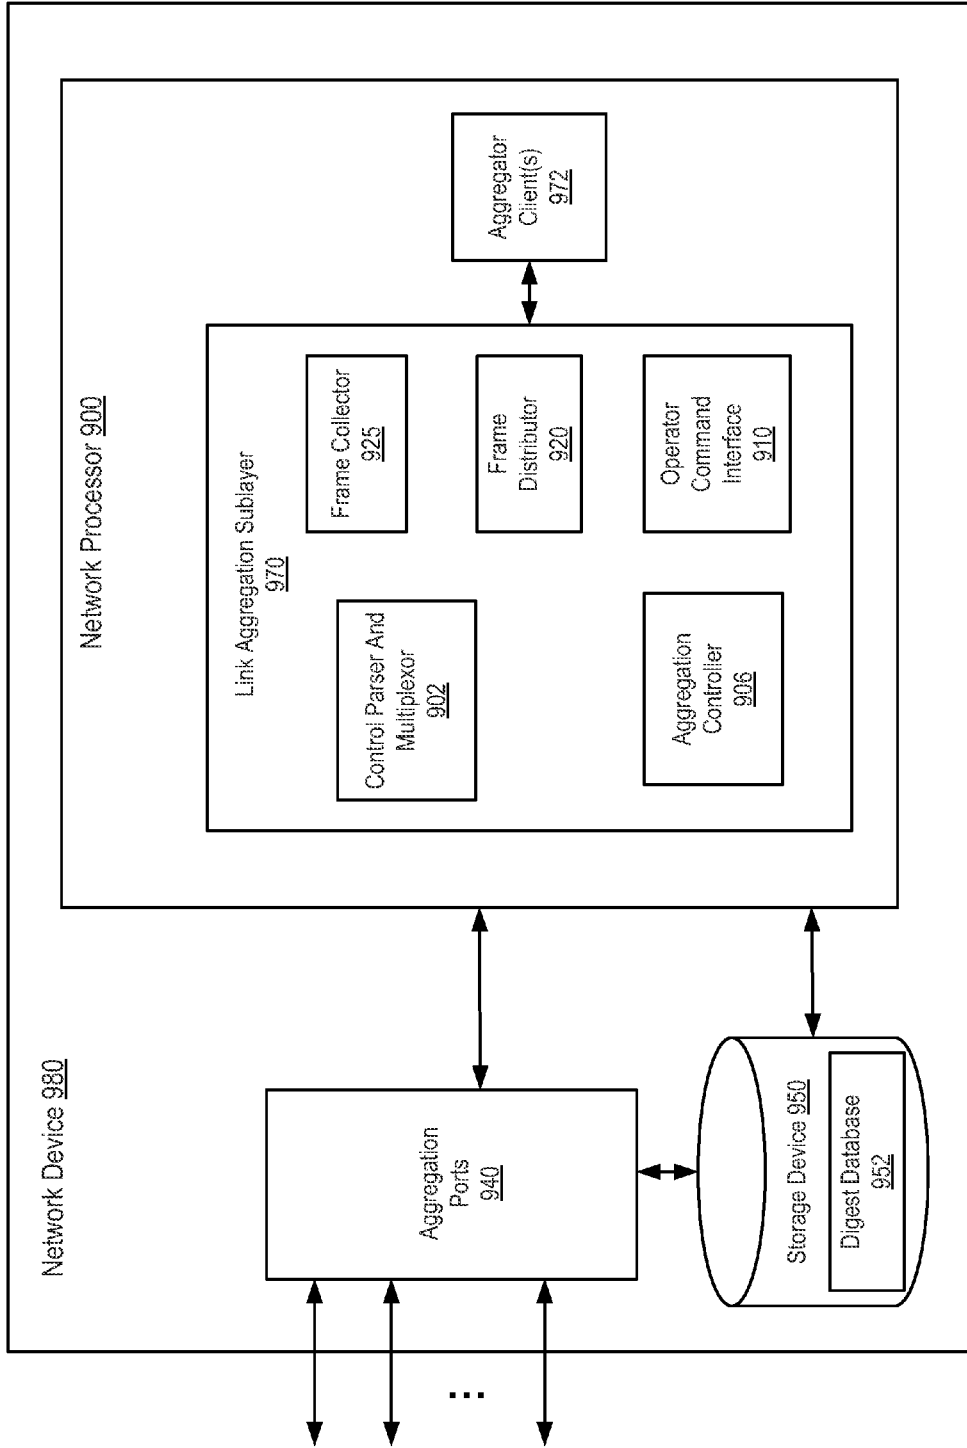 Network Device 980
Network Processor 900
Link Aggregation Sublayer
970
Control Parser And
Multiplexor
902
Frame Collector
925
Frame
Distributor
920
Aggregation
Controller
906
Operator
Command
Interface
910
Aggregator
Client(s)
972
Aggregation
Ports
940
Storage Device 950
Digest Database
952
...